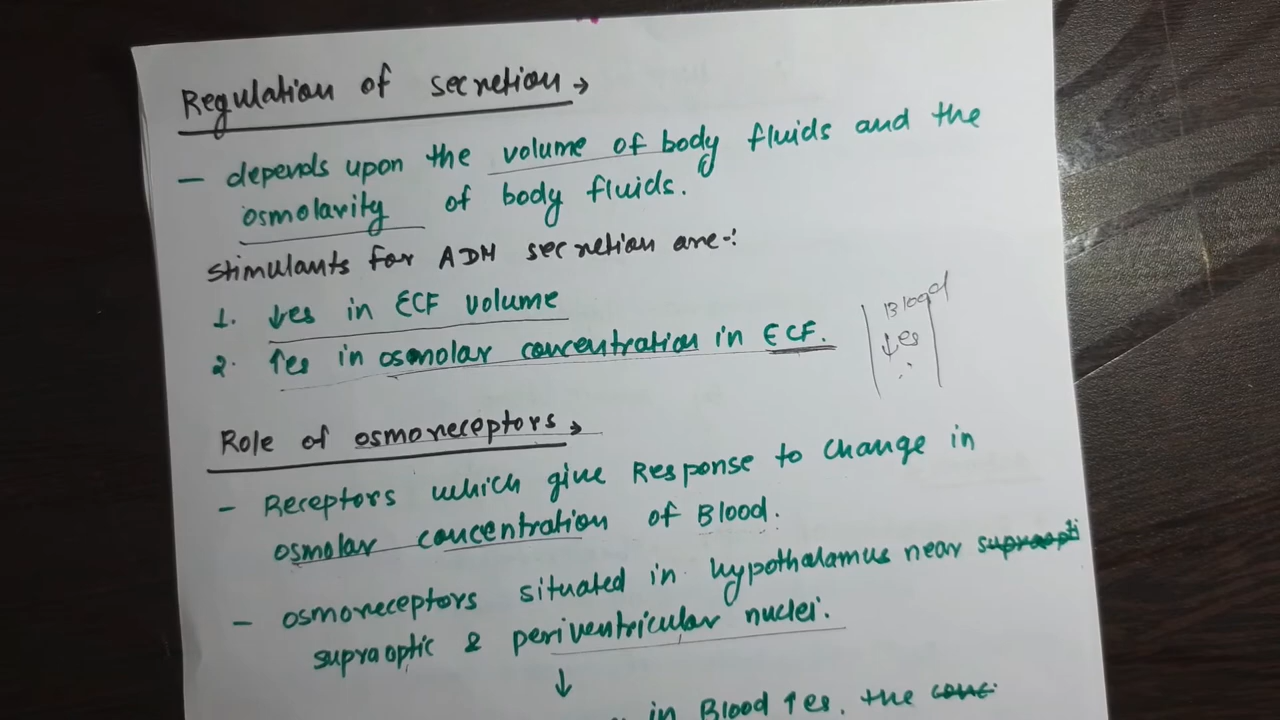 Regulation of secretion →
— depends upon the volume of body fluids and the
osmolarity of body fluids.
stimulants for ADH secretion are-:
1. ↓es in ECF volume
2. ↑es in osmolar concentration in ECF.
Blood
↓es
Role of osmoreceptors →
- Receptors which give Response to change in
osmolar concentration of Blood.
- osmoreceptors situated in hypothalamus near supraopti
supraoptic & periventricular nuclei.
↓
in Blood ↑es. the conc.